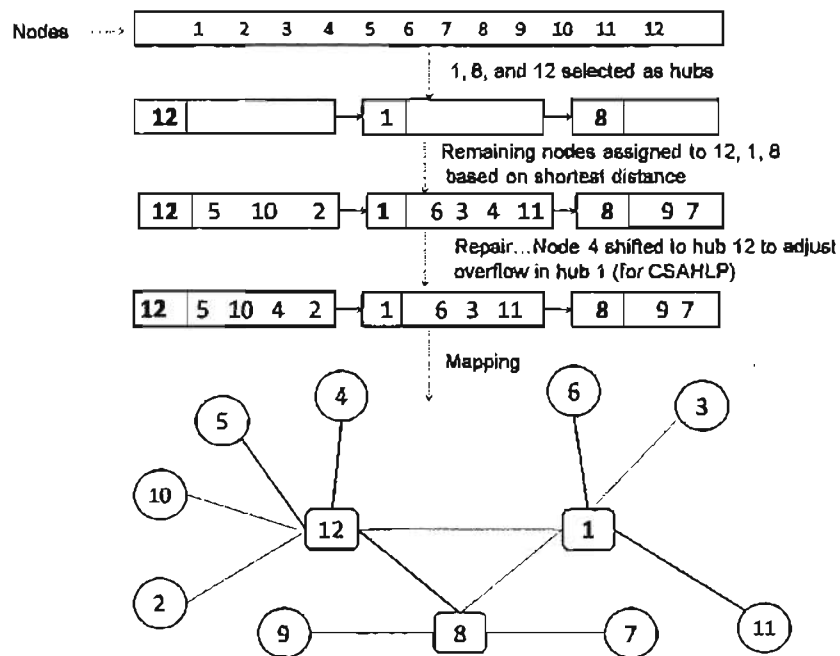 Nodes 1 2 3 4 5 6 7 8 9 10 11 12
1, 8, and 12 selected as hubs
12 1 8
Remaining nodes assigned to 12, 1, 8
based on shortest distance
12 5 10 2 1 6 3 4 11 8 9 7
Repair...Node 4 shifted to hub 12 to adjust
overflow in hub 1 (for CSAHLP)
12 5 10 4 2 1 6 3 11 8 9 7
Mapping
4 6
5 3
10
12 1
2
9 8 7 11